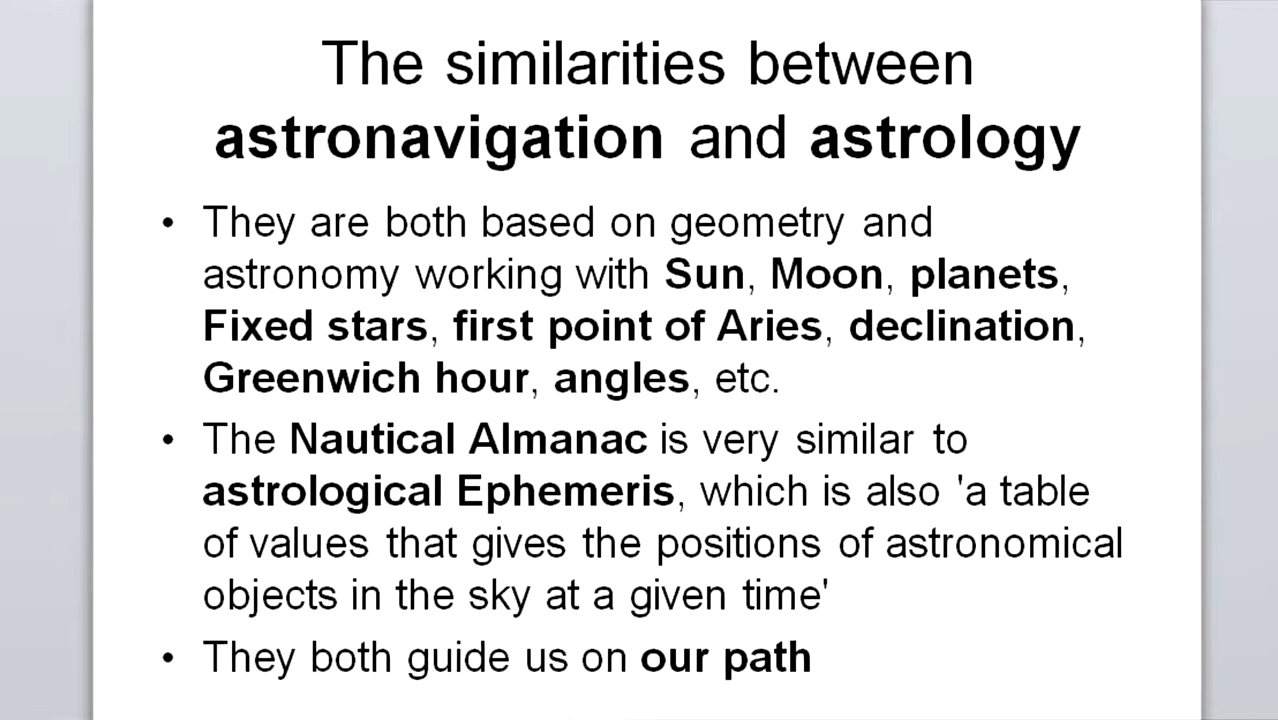 The similarities between
astronavigation and astrology
• They are both based on geometry and
astronomy working with Sun, Moon, planets,
Fixed stars, first point of Aries, declination,
Greenwich hour, angles, etc.
• The Nautical Almanac is very similar to
astrological Ephemeris, which is also 'a table
of values that gives the positions of astronomical
objects in the sky at a given time'
• They both guide us on our path